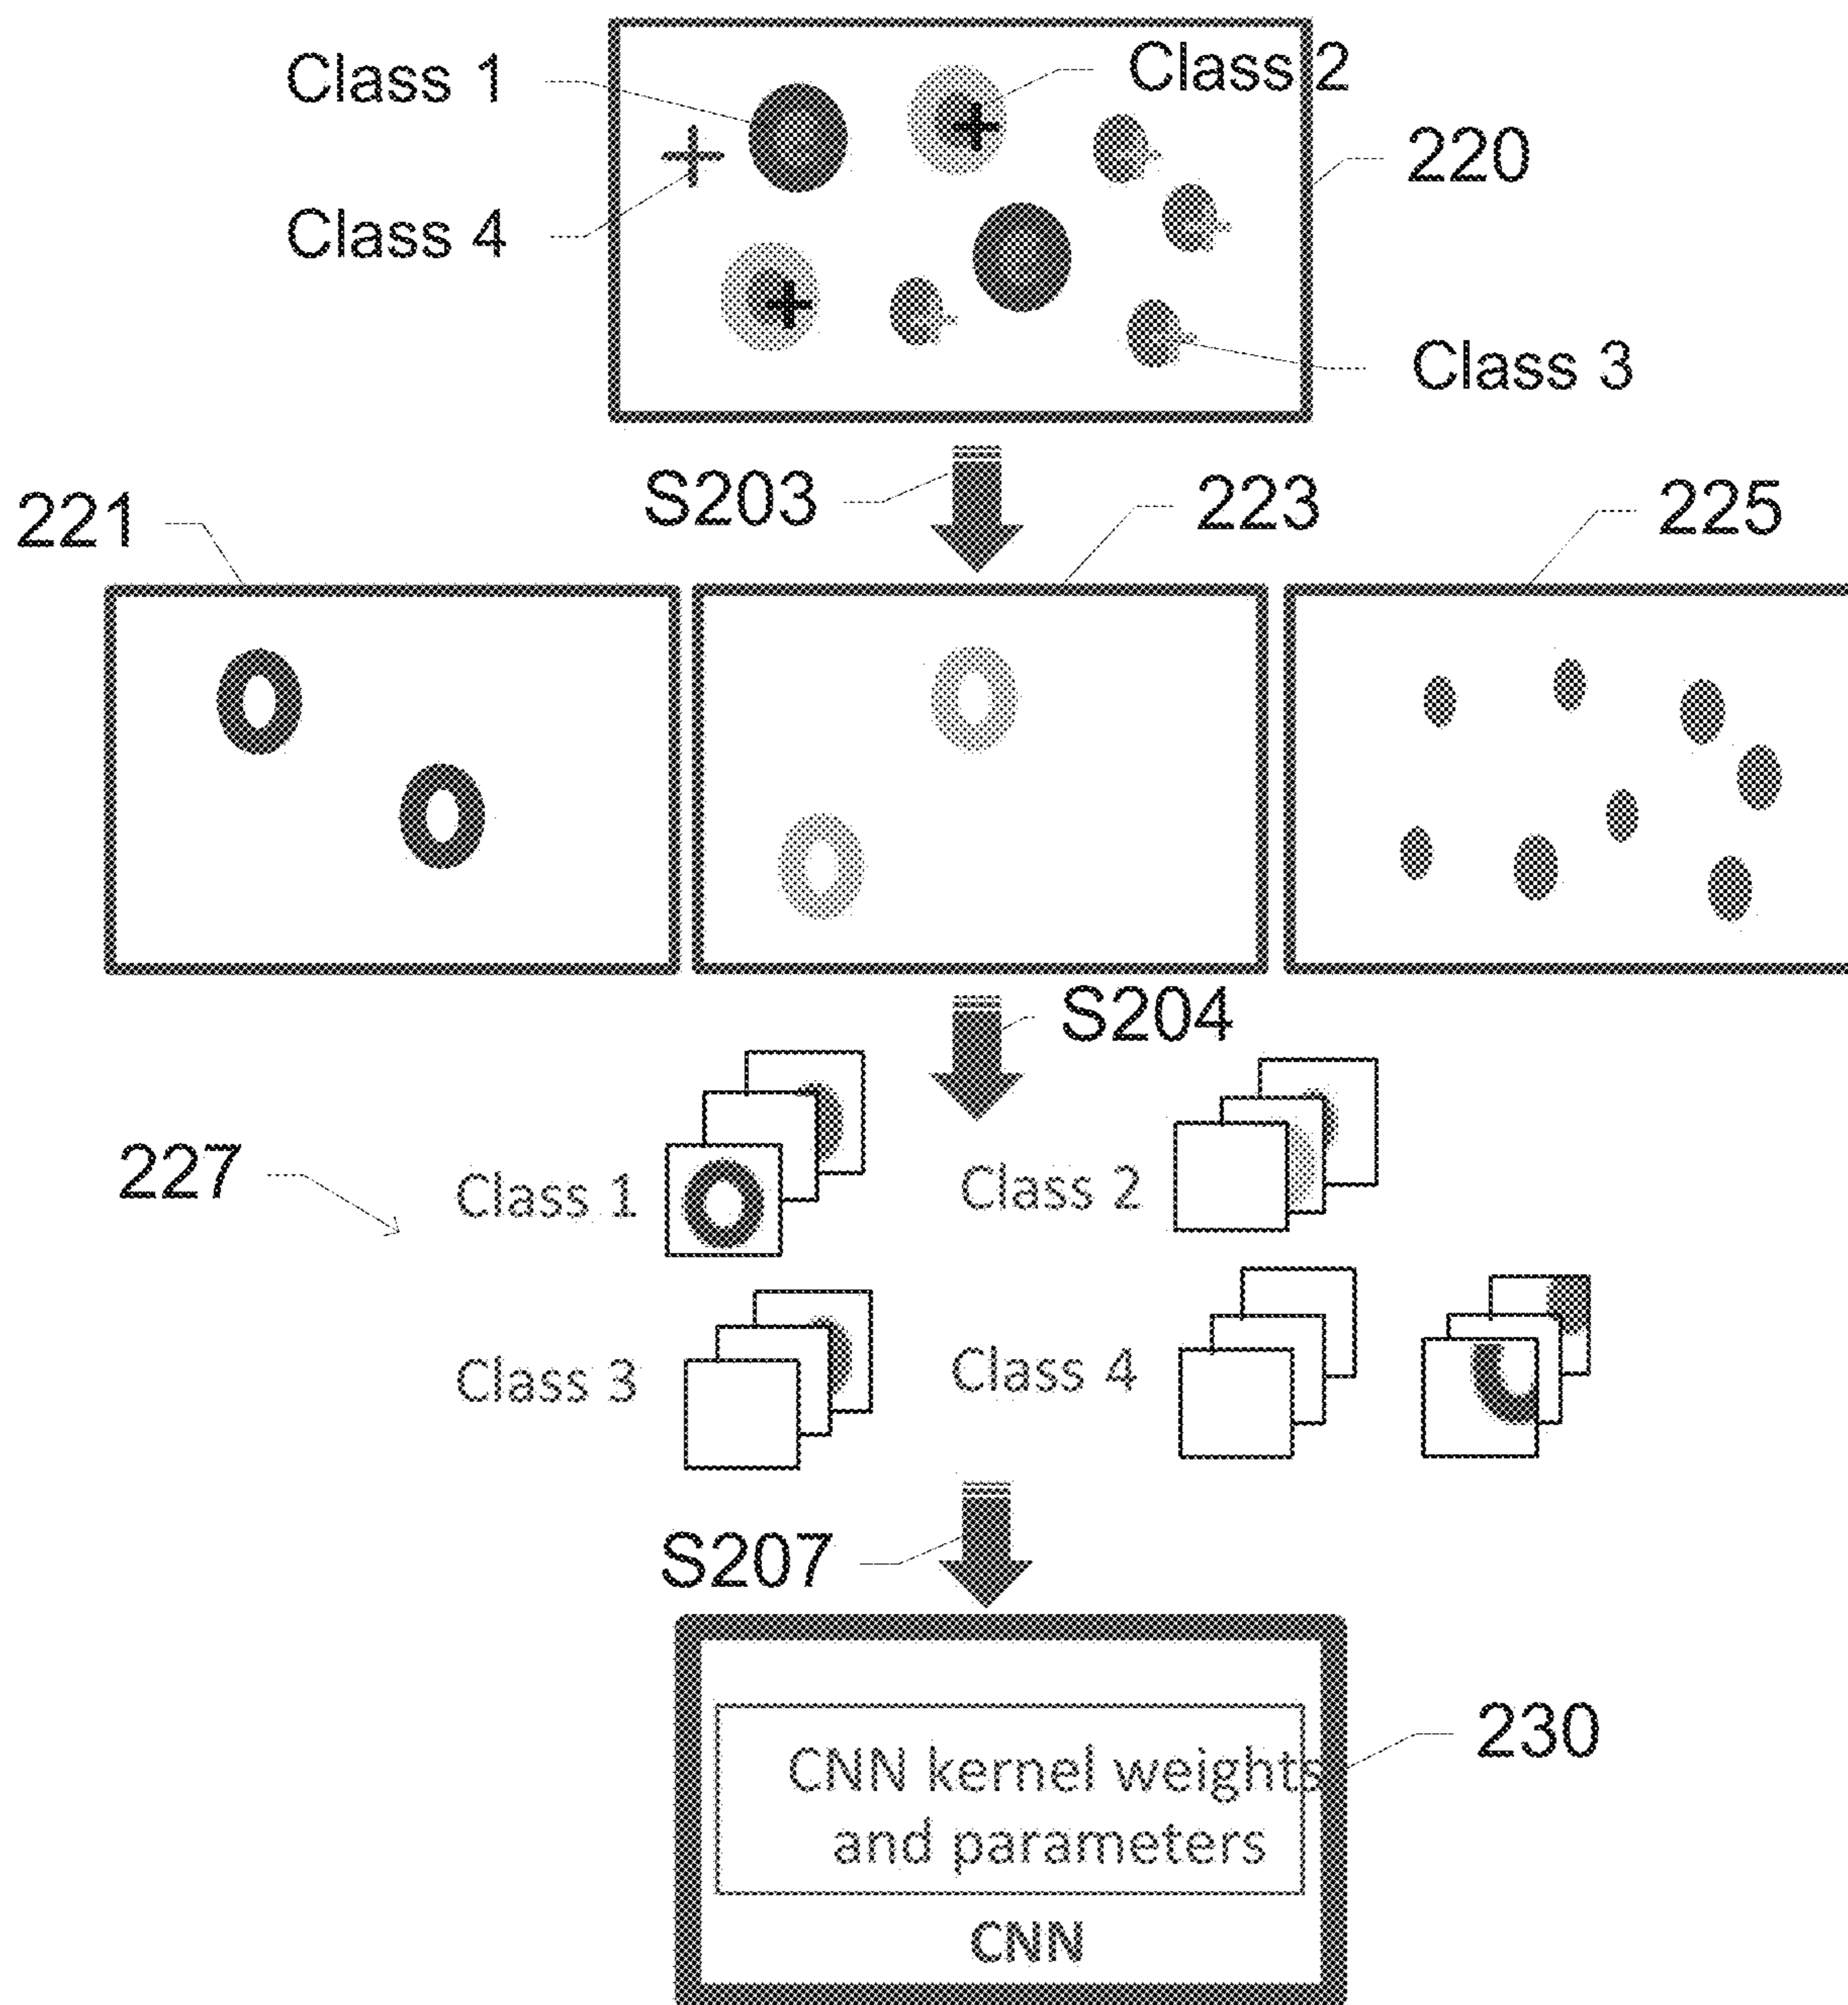 Class 1
Class 2
220
Class 4
Class 3
S203
223
225
221
S204
227
Class 1
Class 2
Class 3
Class 4
S207
230
CNN kernel weights
and parameters
CNN